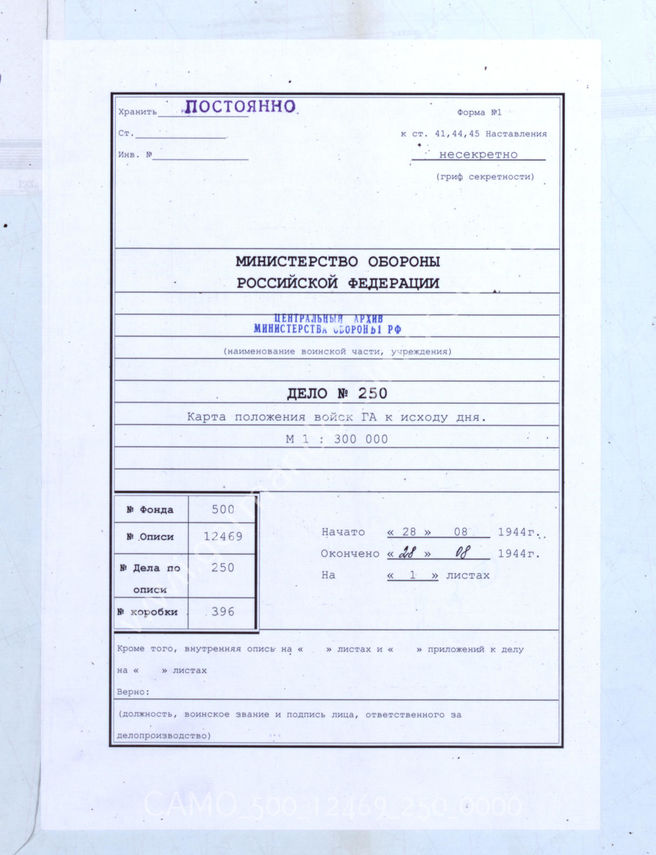 Хранить ПОСТОЯННО
Форма №1
Ст.
к ст. 41,44,45 Наставления
Инв. №
несекретно
(гриф секретности)
МИНИСТЕРСТВО ОБОРОНЫ
РОССИЙСКОЙ ФЕДЕРАЦИИ
ЦЕНТРАЛЬНЫЙ АРХИВ
МИНИСТЕРСТВА ОБОРОНЫ РФ
(наименование воинской части, учреждения)
ДЕЛО № 250
Карта положения войск ГА к исходу дня.
М 1 : 300 000
№ Фонда 500
№ Описи 12469
№ Дела по описи 250
№ коробки 396
Начато « 28 » 08 1944г.
Окончено « 28 » 08 1944г.
На « 1 » листах
Кроме того, внутренняя опись на « » листах и « » приложений к делу
на « » листах
Верно:
(должность, воинское звание и подпись лица, ответственного за
делопроизводство)
CAMO_500_12469_250_0000